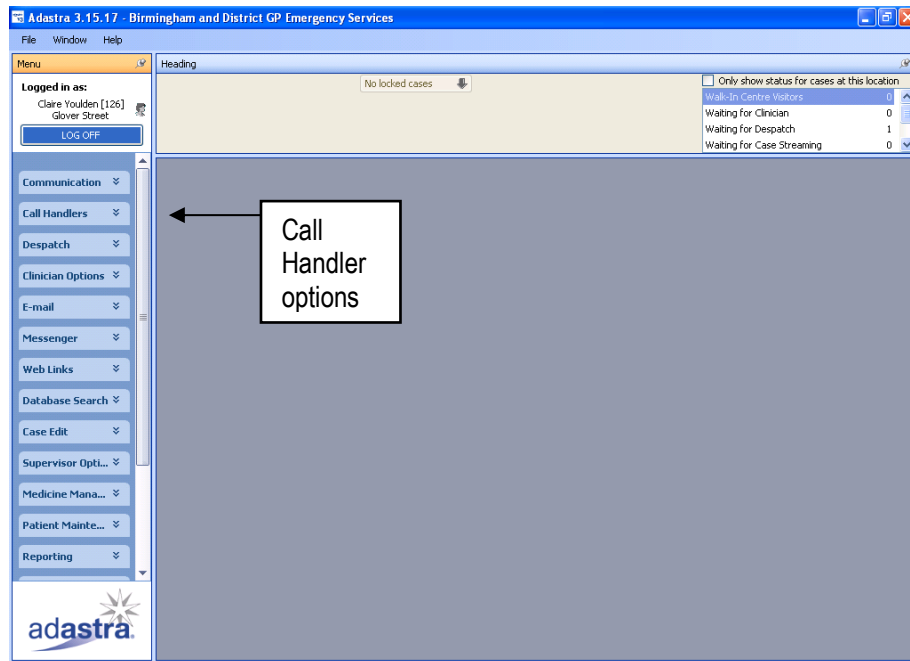 Adastra 3.15.17 - Birmingham and District GP Emergency Services
File Window Help
Menu
Heading
Logged in as:
Claire Youlden [126]
Glover Street
LOG OFF
No locked cases
Only show status for cases at this location
Walk-In Centre Visitors 0
Waiting for Clinician 0
Waiting for Despatch 1
Waiting for Case Streaming 0
Communication
Call Handlers
Despatch
Clinician Options
E-mail
Messenger
Web Links
Database Search
Case Edit
Supervisor Opti...
Medicine Mana...
Patient Mainte...
Reporting
Call
Handler
options
adastra.